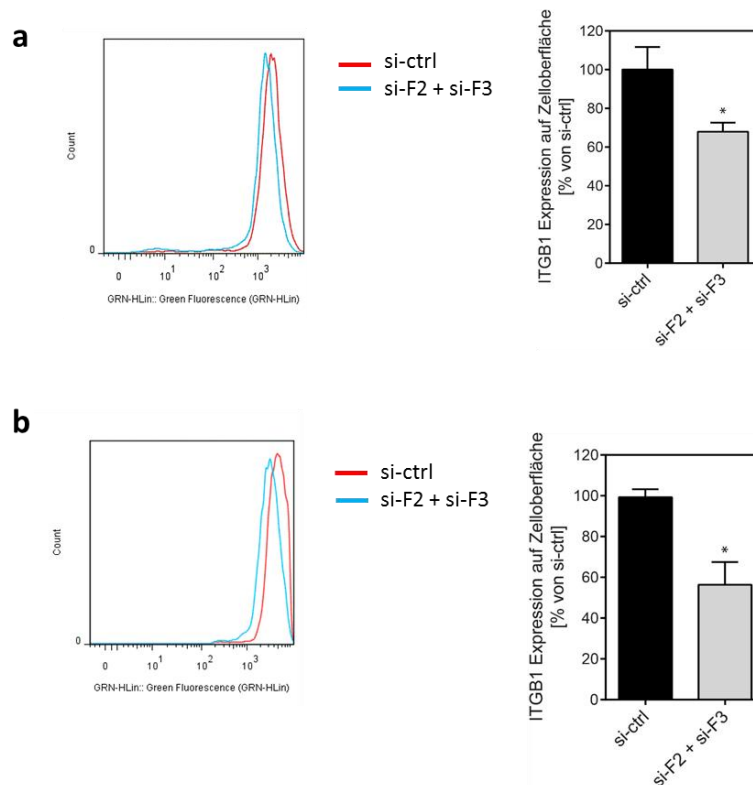 a
Count
0
0 10¹ 10² 10³
GRN-HLin:: Green Fluorescence (GRN-HLin)
si-ctrl
si-F2 + si-F3
ITGB1 Expression auf Zelloberfläche
[% von si-ctrl]
120
100
80
60
40
20
0
*
si-ctrl
si-F2 + si-F3
b
Count
0
0 10¹ 10² 10³
GRN-HLin:: Green Fluorescence (GRN-HLin)
si-ctrl
si-F2 + si-F3
ITGB1 Expression auf Zelloberfläche
[% von si-ctrl]
120
100
80
60
40
20
0
*
si-ctrl
si-F2 + si-F3